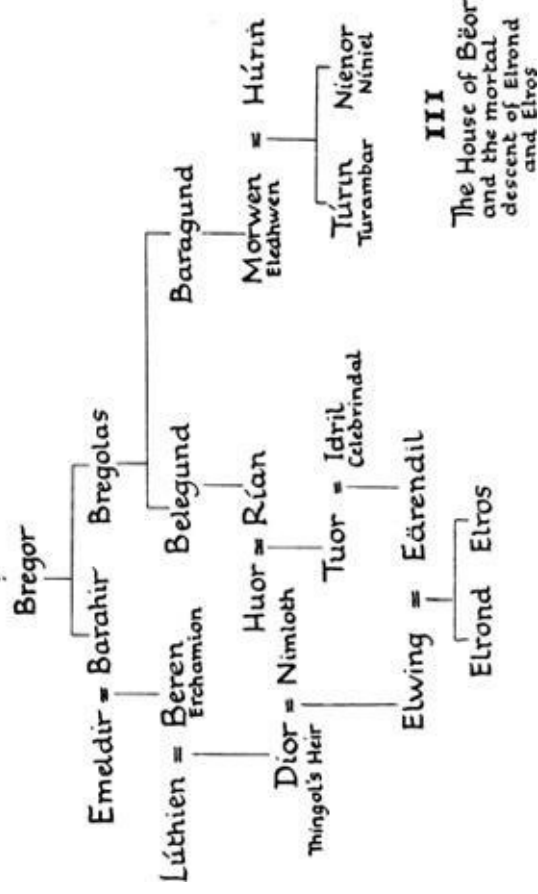 Bregor
Emeldir = Barahir Bregolas
Lúthien = Beren Belegund Baragund
Erchamion
Huor = Rían Morwen = Húrin
Eledhwen
Dior = Nimloth
Thingol's Heir
Tuor = Idril Túrin Nienor
Celebrindal Turambar Níniel
Elwing = Eärendil
Elrond Elros
III
The House of Bëor
and the mortal
descent of Elrond
and Elros